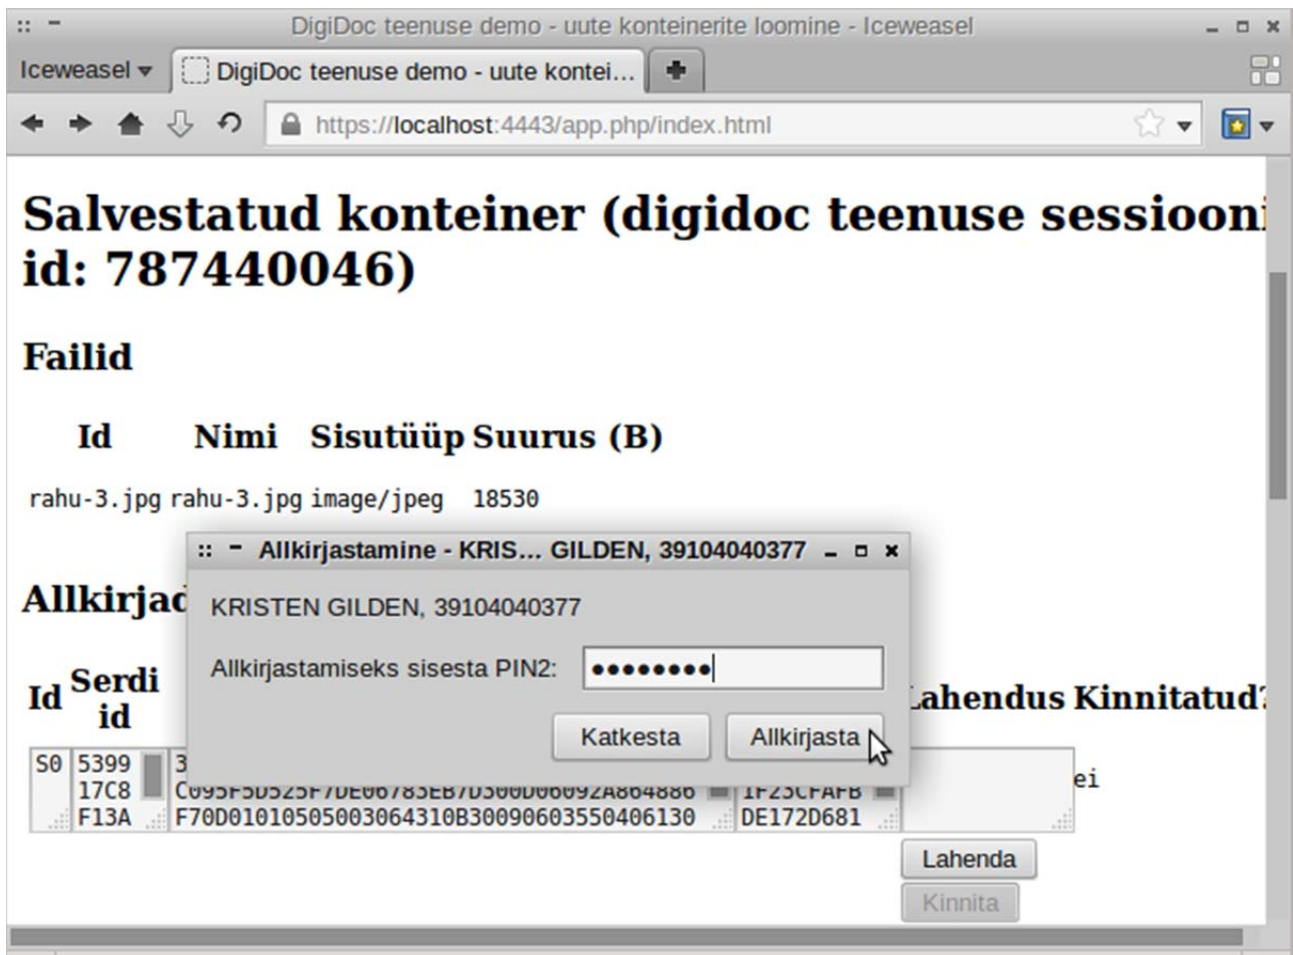 DigiDoc teenuse demo - uute konteinerite loomine - Iceweasel
Iceweasel
DigiDoc teenuse demo - uute kontei...
https://localhost:4443/app.php/index.html
Salvestatud konteiner (digidoc teenuse sessiooni
id: 787440046)
Failid
Id Nimi Sisutüüp Suurus (B)
rahu-3.jpg rahu-3.jpg image/jpeg 18530
Allkirjastamine - KRIS... GILDEN, 39104040377
KRISTEN GILDEN, 39104040377
Allkirjad
Allkirjastamiseks sisesta PIN2: ●●●●●●●●
Katkesta Allkirjasta
Id Serdi id Lahendus Kinnitatud?
S0 5399 3 ei
17C8 C095F5D525F7DE06783EB7D300D06092A864886 1F23CFAFB
F13A F70D01010505003064310B30090603550406130 DE172D681
Lahenda
Kinnita